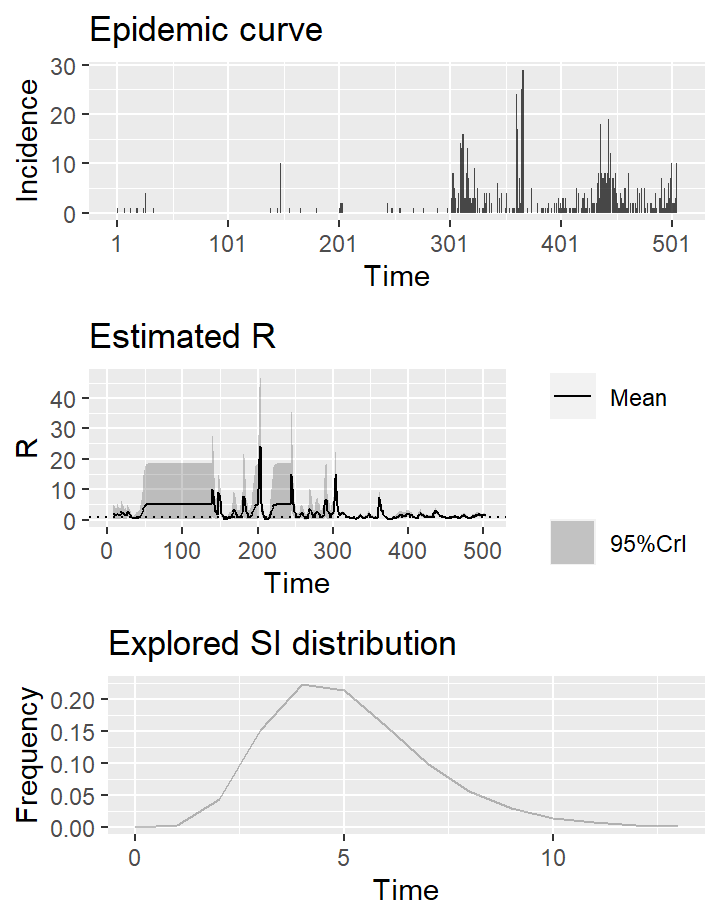 Epidemic curve
Incidence
30
20
10
0
1 101 201 301 401 501
Time
Estimated R
R
40
30
20
10
0
0 100 200 300 400 500
Time
Mean
95%CrI
Explored SI distribution
Frequency
0.20
0.15
0.10
0.05
0.00
0 5 10
Time